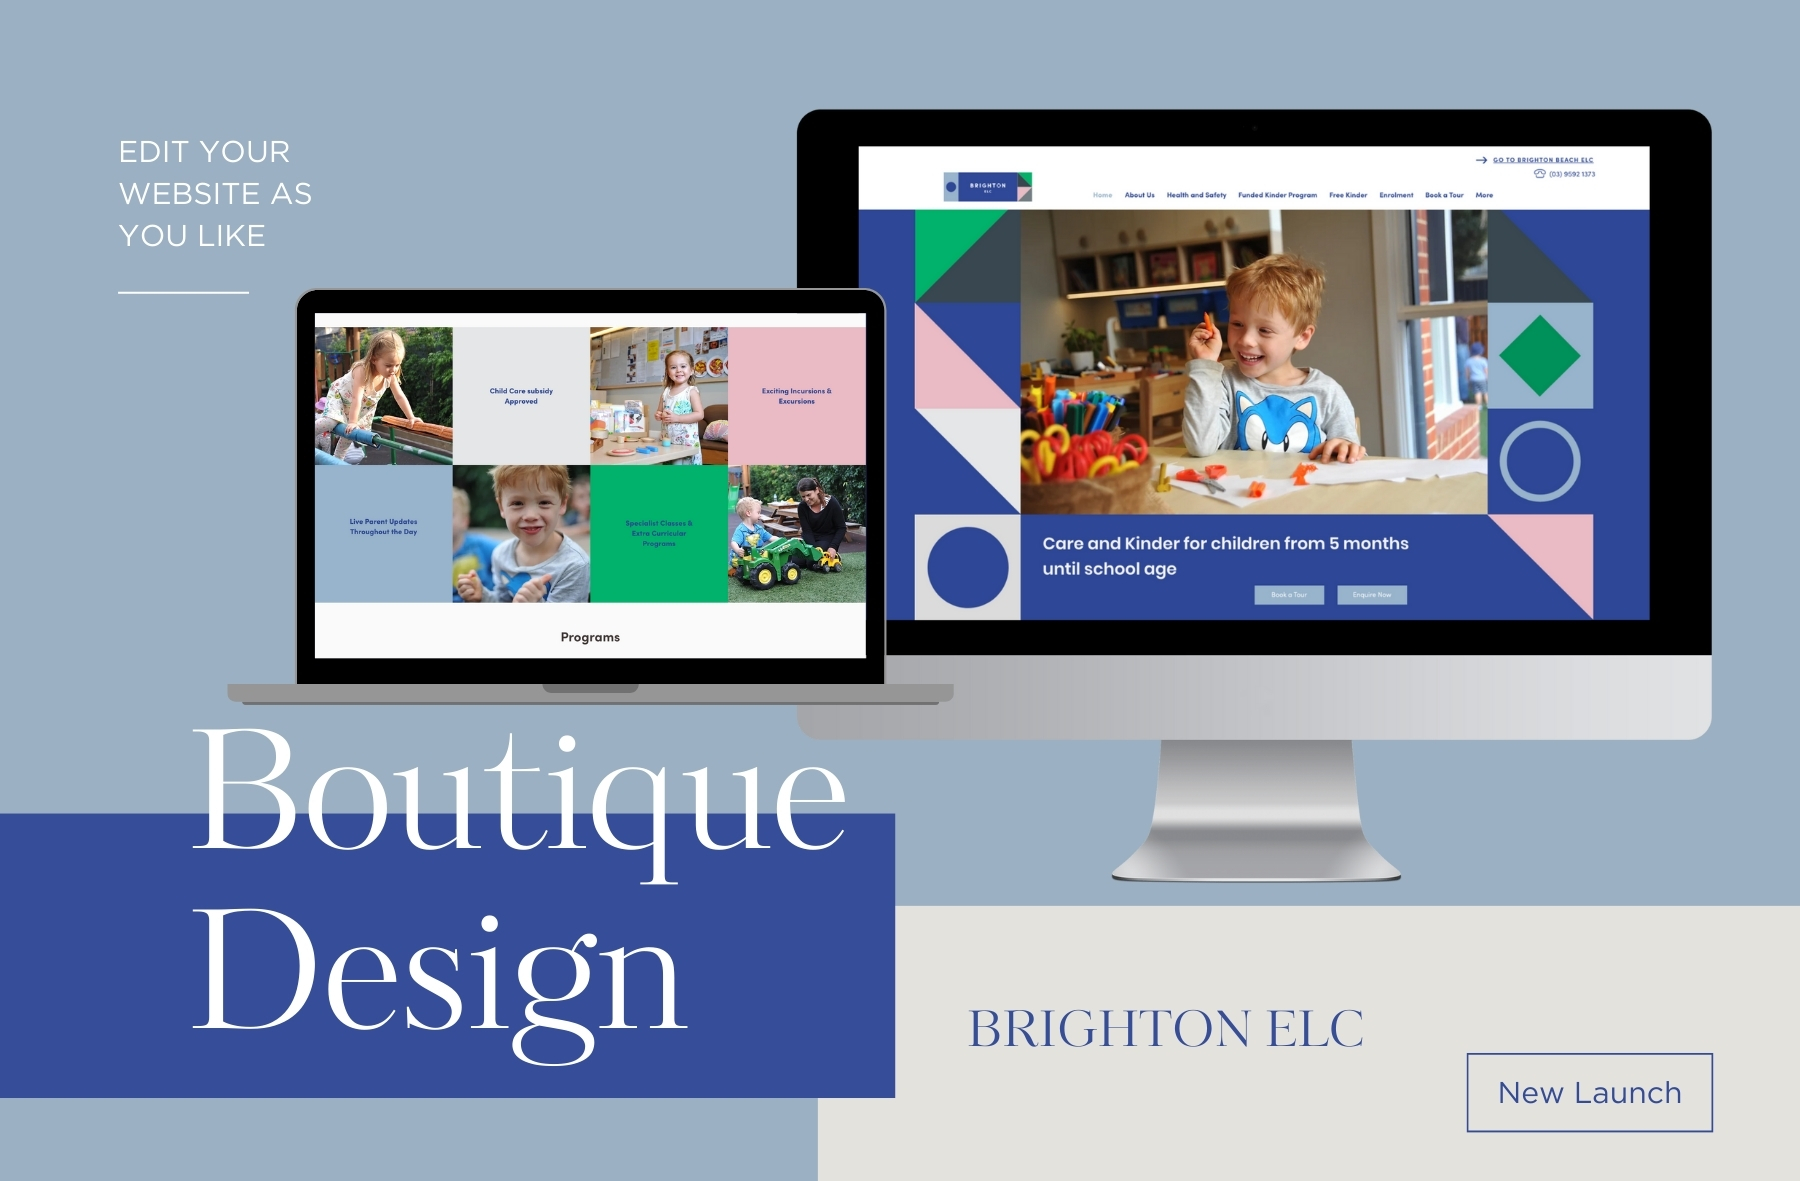 EDIT YOUR
WEBSITE AS
YOU LIKE
GO TO BRIGHTON BEACH ELC
(03) 9592 1373
BRIGHTON
ELC
Home About Us Health and Safety Funded Kinder Program Free Kinder Enrolment Book a Tour More
Care and Kinder for children from 5 months
until school age
Book a Tour Enquire Now
Child Care subsidy
Approved
Exciting Incursions &
Excursions
Live Parent Updates
Throughout the Day
Specialist Classes &
Extra Curricular
Programs
Programs
Boutique
Design
BRIGHTON ELC
New Launch